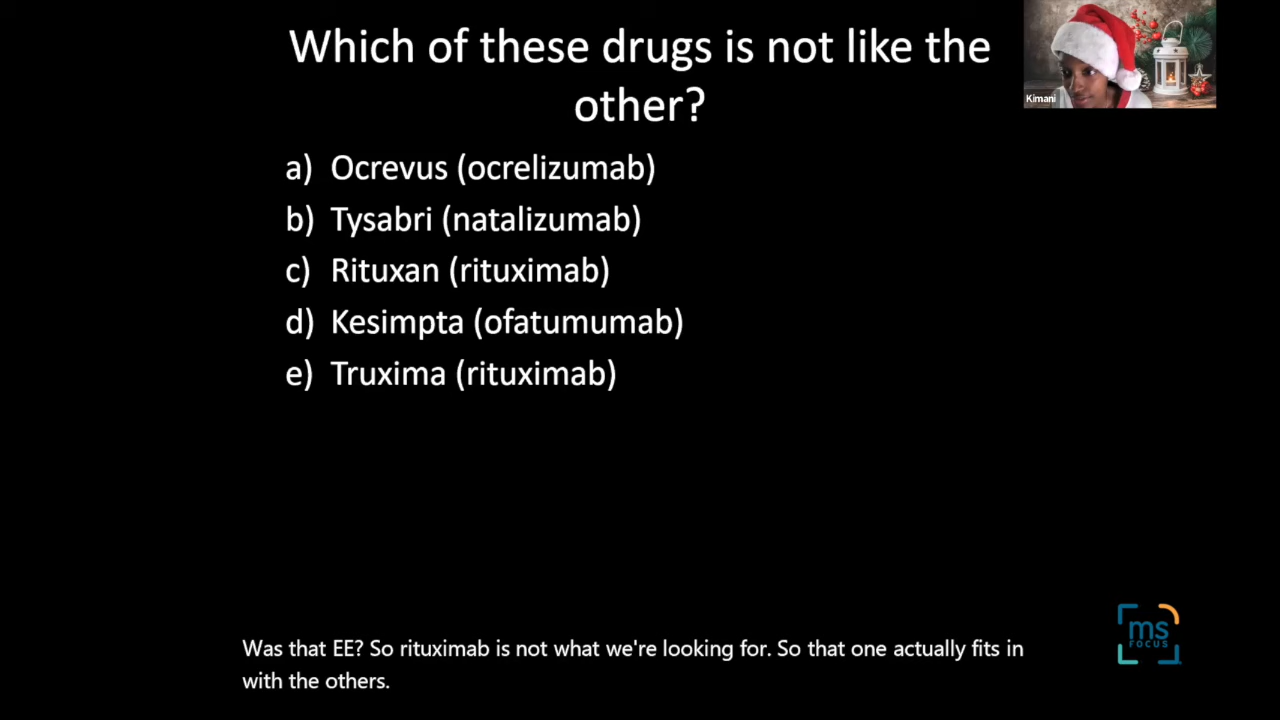 Which of these drugs is not like the
other?
Kimani
a) Ocrevus (ocrelizumab)
b) Tysabri (natalizumab)
c) Rituxan (rituximab)
d) Kesimpta (ofatumumab)
e) Truxima (rituximab)
ms
FOCUS
Was that EE? So rituximab is not what we're looking for. So that one actually fits in
with the others.